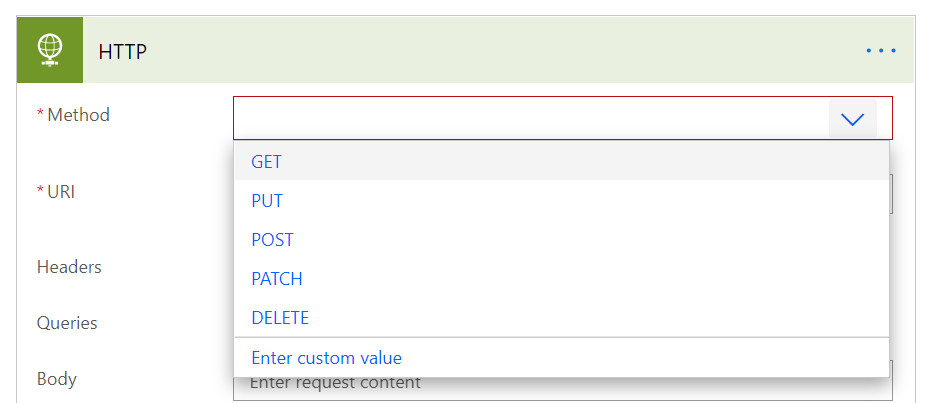 HTTP
* Method
GET
PUT
* URI
POST
Headers
PATCH
DELETE
Queries
Enter custom value
Body
Enter request content